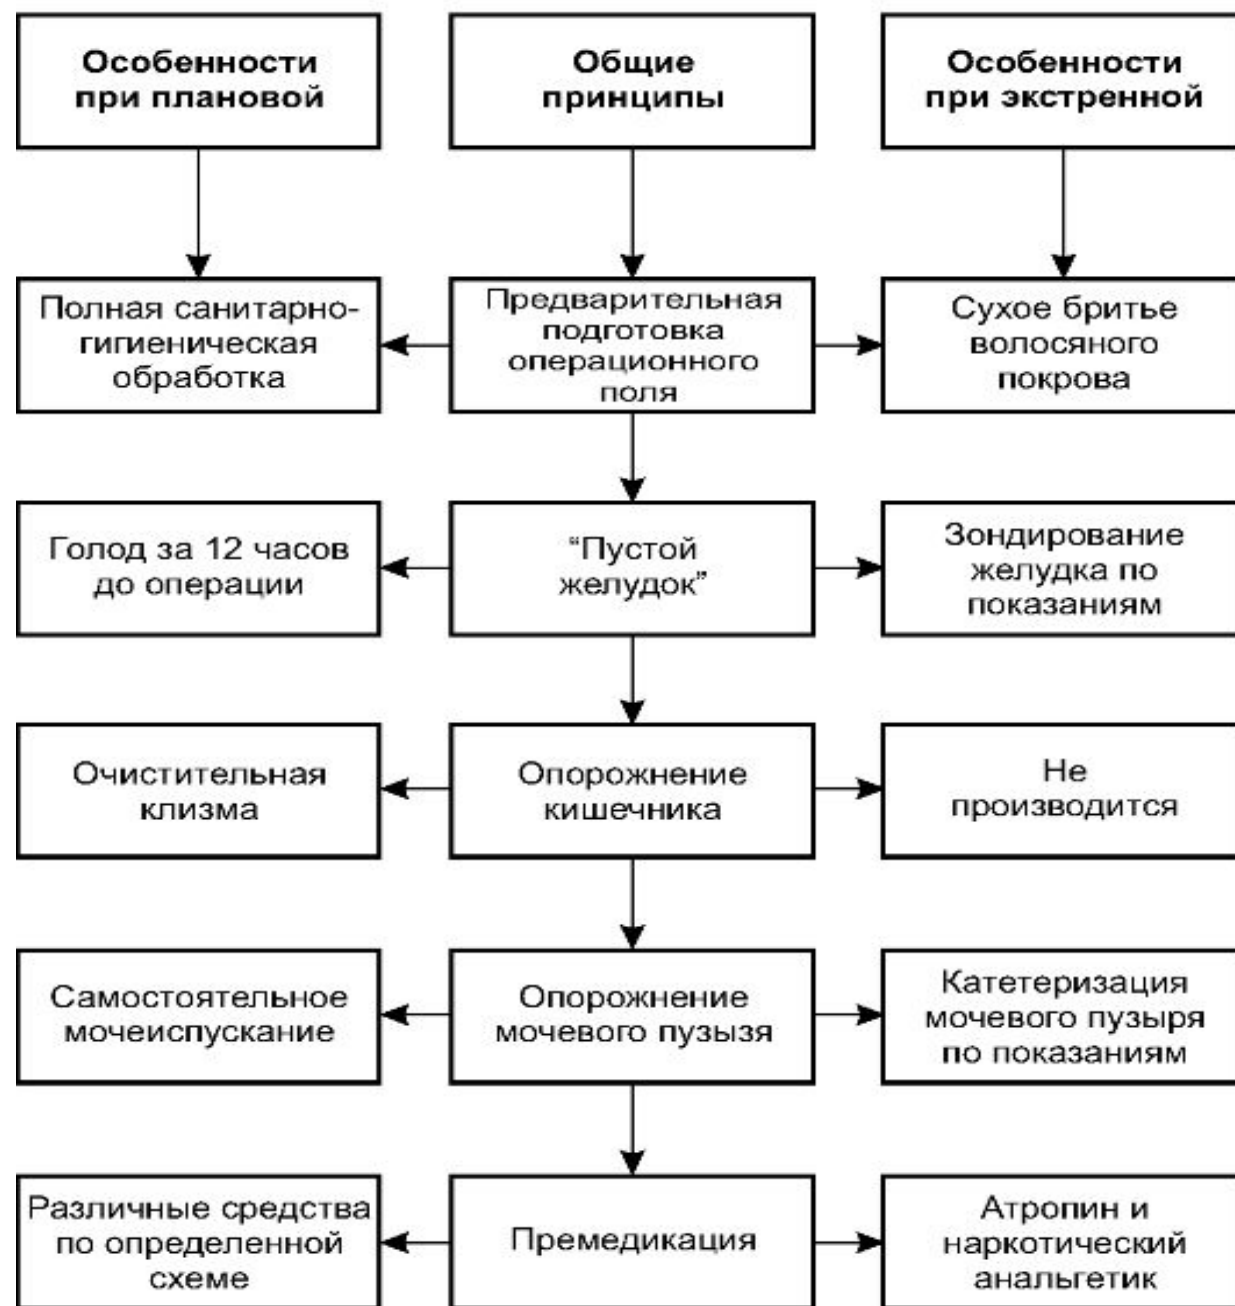 Особенности
при плановой
Общие
принципы
Особенности
при экстренной
Полная санитарно-
гигиеническая
обработка
Предварительная
подготовка
операционного
поля
Сухое бритье
волосяного
покрова
Голод за 12 часов
до операции
“Пустой
желудок”
Зондирование
желудка по
показаниям
Очистительная
клизма
Опорожнение
кишечника
Не
производится
Самостоятельное
мочеиспускание
Опорожнение
мочевого пузызя
Катетеризация
мочевого пузыря
по показаниям
Различные средства
по определенной
схеме
Премедикация
Атропин и
наркотический
анальгетик